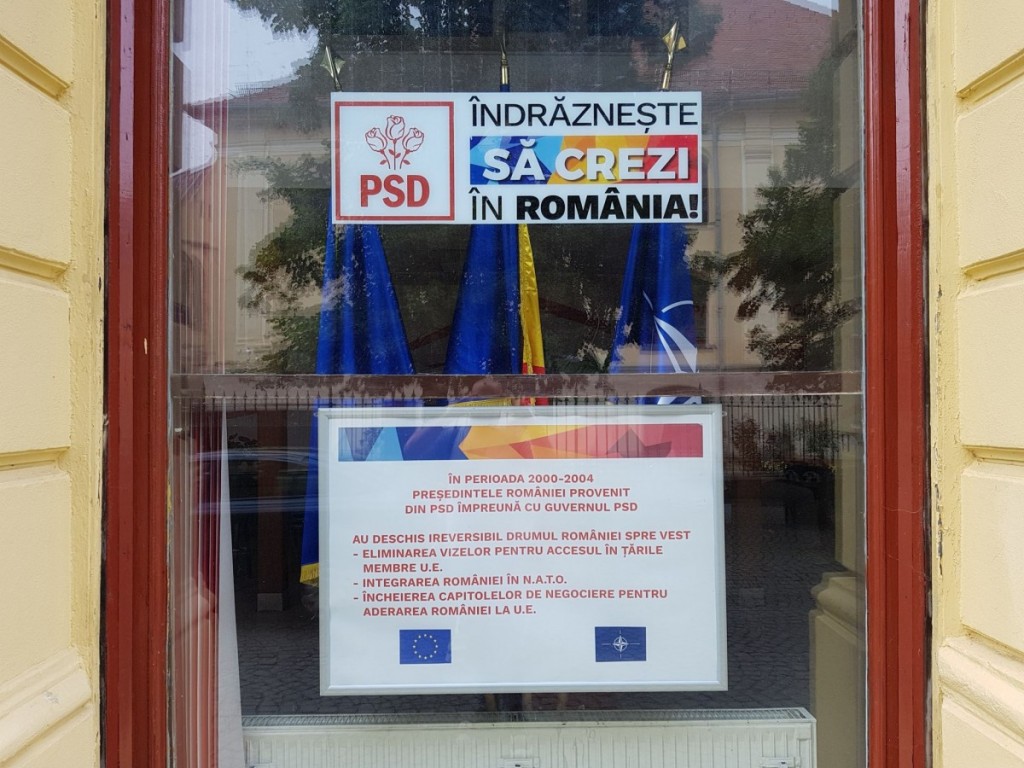 PSD
ÎNDRĂZNEȘTE
SĂ CREZI
ÎN ROMÂNIA!
ÎN PERIOADA 2000-2004
PREȘEDINTELE ROMÂNIEI PROVENIT
DIN PSD ÎMPREUNĂ CU GUVERNUL PSD
AU DESCHIS IREVERSIBIL DRUMUL ROMÂNIEI SPRE VEST
- ELIMINAREA VIZELOR PENTRU ACCESUL ÎN ȚĂRILE
MEMBRE U.E.
- INTEGRAREA ROMÂNIEI ÎN N.A.T.O.
- ÎNCHEIEREA CAPITOLELOR DE NEGOCIERE PENTRU
ADERAREA ROMÂNIEI LA U.E.